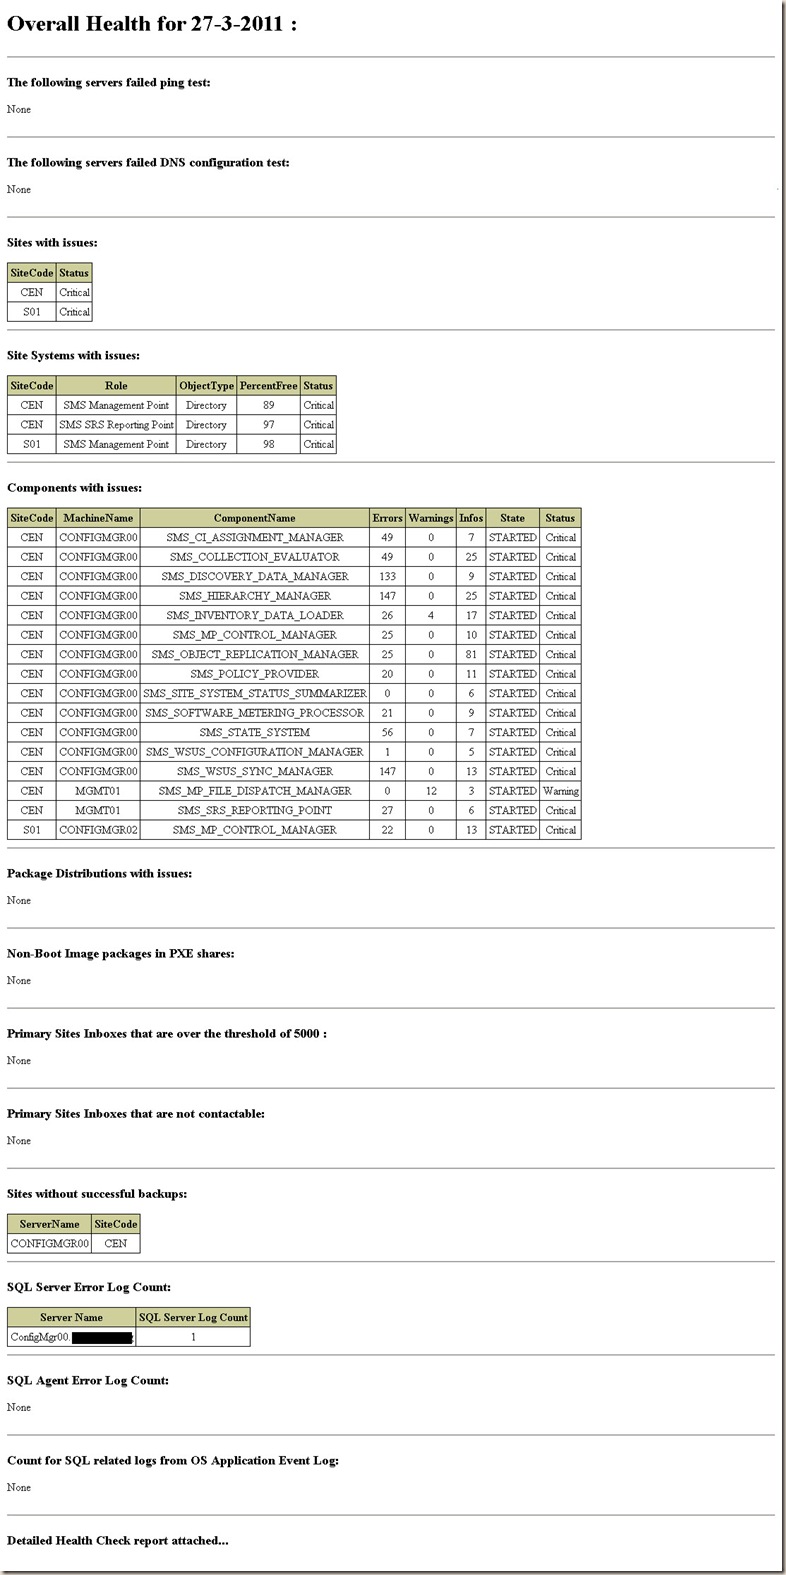 Overall Health for 27-3-2011 :
The following servers failed ping test:
None
The following servers failed DNS configuration test:
None
Sites with issues:
SiteCode Status
CEN Critical
S01 Critical
Site Systems with issues:
SiteCode Role ObjectType PercentFree Status
CEN SMS Management Point Directory 89 Critical
CEN SMS SRS Reporting Point Directory 97 Critical
S01 SMS Management Point Directory 98 Critical
Components with issues:
SiteCode MachineName ComponentName Errors Warnings Infos State Status
CEN CONFIGMGR00 SMS_CI_ASSIGNMENT_MANAGER 49 0 7 STARTED Critical
CEN CONFIGMGR00 SMS_COLLECTION_EVALUATOR 49 0 25 STARTED Critical
CEN CONFIGMGR00 SMS_DISCOVERY_DATA_MANAGER 133 0 9 STARTED Critical
CEN CONFIGMGR00 SMS_HIERARCHY_MANAGER 147 0 25 STARTED Critical
CEN CONFIGMGR00 SMS_INVENTORY_DATA_LOADER 26 4 17 STARTED Critical
CEN CONFIGMGR00 SMS_MP_CONTROL_MANAGER 25 0 10 STARTED Critical
CEN CONFIGMGR00 SMS_OBJECT_REPLICATION_MANAGER 25 0 81 STARTED Critical
CEN CONFIGMGR00 SMS_POLICY_PROVIDER 20 0 11 STARTED Critical
CEN CONFIGMGR00 SMS_SITE_SYSTEM_STATUS_SUMMARIZER 0 0 6 STARTED Critical
CEN CONFIGMGR00 SMS_SOFTWARE_METERING_PROCESSOR 21 0 9 STARTED Critical
CEN CONFIGMGR00 SMS_STATE_SYSTEM 56 0 7 STARTED Critical
CEN CONFIGMGR00 SMS_WSUS_CONFIGURATION_MANAGER 1 0 5 STARTED Critical
CEN CONFIGMGR00 SMS_WSUS_SYNC_MANAGER 147 0 13 STARTED Critical
CEN MGMT01 SMS_MP_FILE_DISPATCH_MANAGER 0 12 3 STARTED Warning
CEN MGMT01 SMS_SRS_REPORTING_POINT 27 0 6 STARTED Critical
S01 CONFIGMGR02 SMS_MP_CONTROL_MANAGER 22 0 13 STARTED Critical
Package Distributions with issues:
None
Non-Boot Image packages in PXE shares:
None
Primary Sites Inboxes that are over the threshold of 5000 :
None
Primary Sites Inboxes that are not contactable:
None
Sites without successful backups:
ServerName SiteCode
CONFIGMGR00 CEN
SQL Server Error Log Count:
Server Name SQL Server Log Count
ConfigMgr00. 1
SQL Agent Error Log Count:
None
Count for SQL related logs from OS Application Event Log:
None
Detailed Health Check report attached...